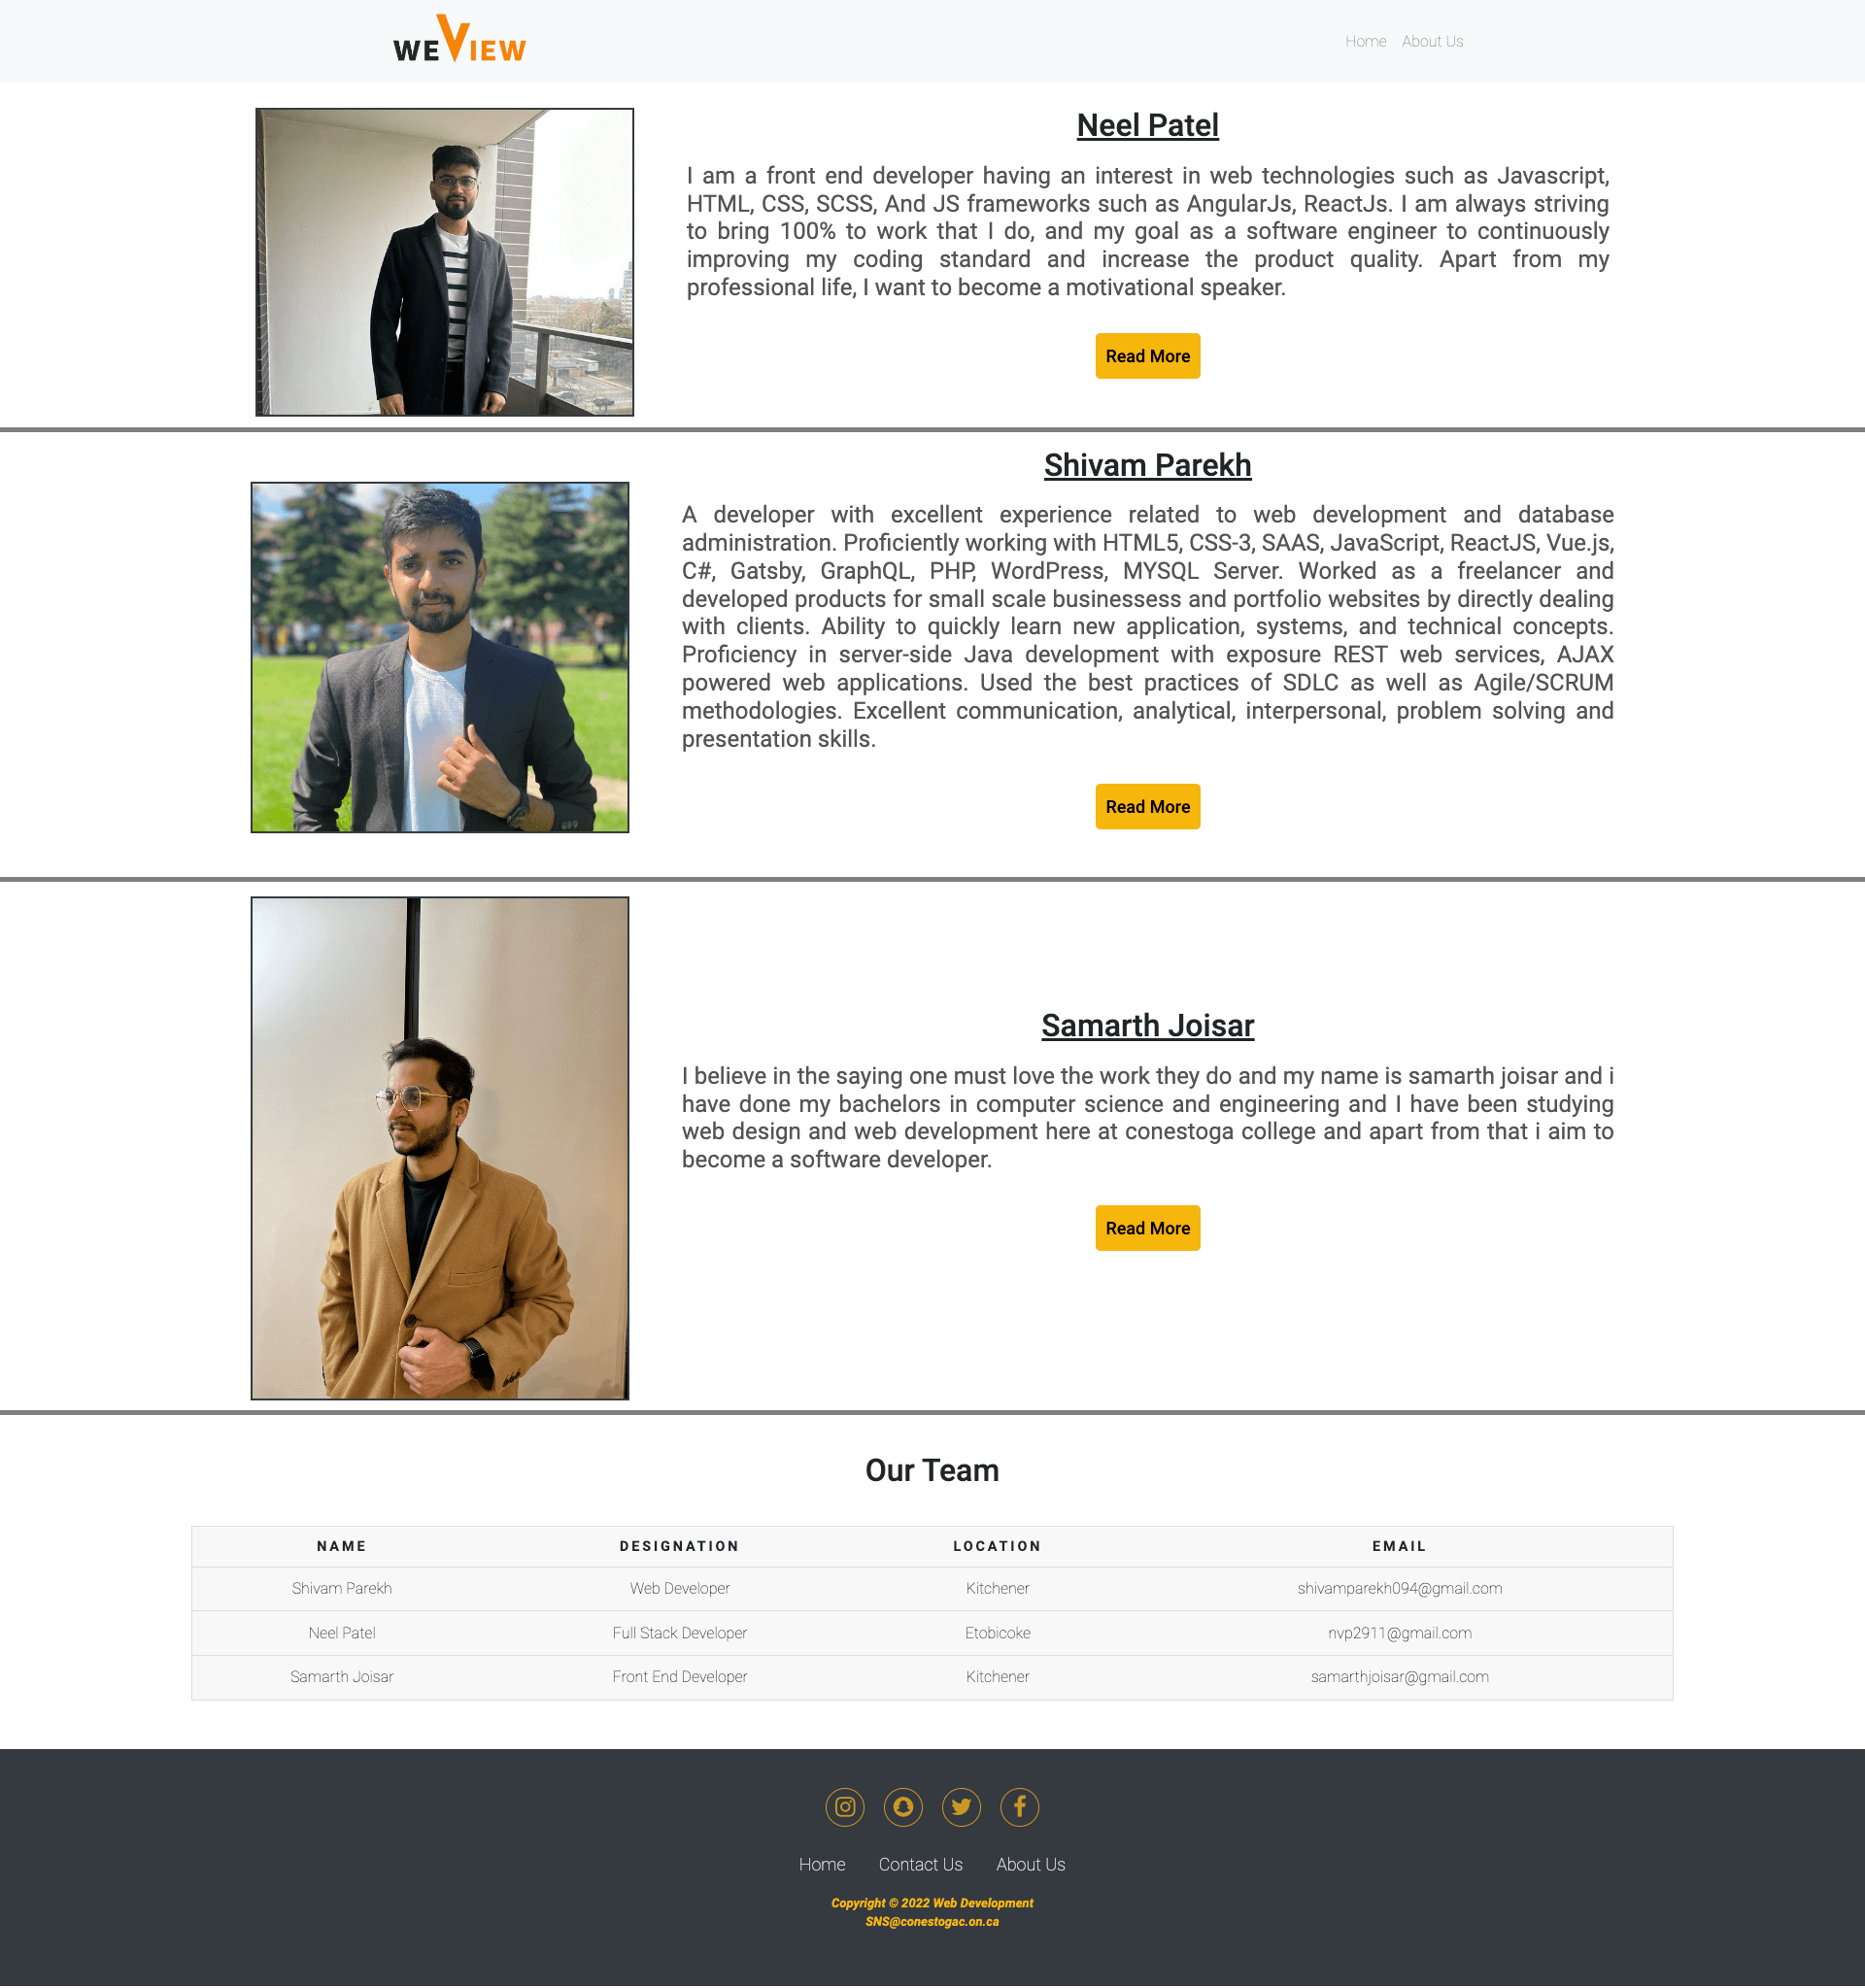 WEVIEW
Home About Us
Neel Patel
I am a front end developer having an interest in web technologies such as Javascript,
HTML, CSS, SCSS, And JS frameworks such as AngularJs, ReactJs. I am always striving
to bring 100% to work that I do, and my goal as a software engineer to continuously
improving my coding standard and increase the product quality. Apart from my
professional life, I want to become a motivational speaker.
Read More
Shivam Parekh
A developer with excellent experience related to web development and database
administration. Proficiently working with HTML5, CSS-3, SAAS, JavaScript, ReactJS, Vue.js,
C#, Gatsby, GraphQL, PHP, WordPress, MYSQL Server. Worked as a freelancer and
developed products for small scale businessess and portfolio websites by directly dealing
with clients. Ability to quickly learn new application, systems, and technical concepts.
Proficiency in server-side Java development with exposure REST web services, AJAX
powered web applications. Used the best practices of SDLC as well as Agile/SCRUM
methodologies. Excellent communication, analytical, interpersonal, problem solving and
presentation skills.
Read More
Samarth Joisar
I believe in the saying one must love the work they do and my name is samarth joisar and i
have done my bachelors in computer science and engineering and I have been studying
web design and web development here at conestoga college and apart from that i aim to
become a software developer.
Read More
Our Team
NAME DESIGNATION LOCATION EMAIL
Shivam Parekh Web Developer Kitchener shivamparekh094@gmail.com
Neel Patel Full Stack Developer Etobicoke nvp2911@gmail.com
Samarth Joisar Front End Developer Kitchener samarthjoisar@gmail.com
Home Contact Us About Us
Copyright © 2022 Web Development
SNS@conestogac.on.ca